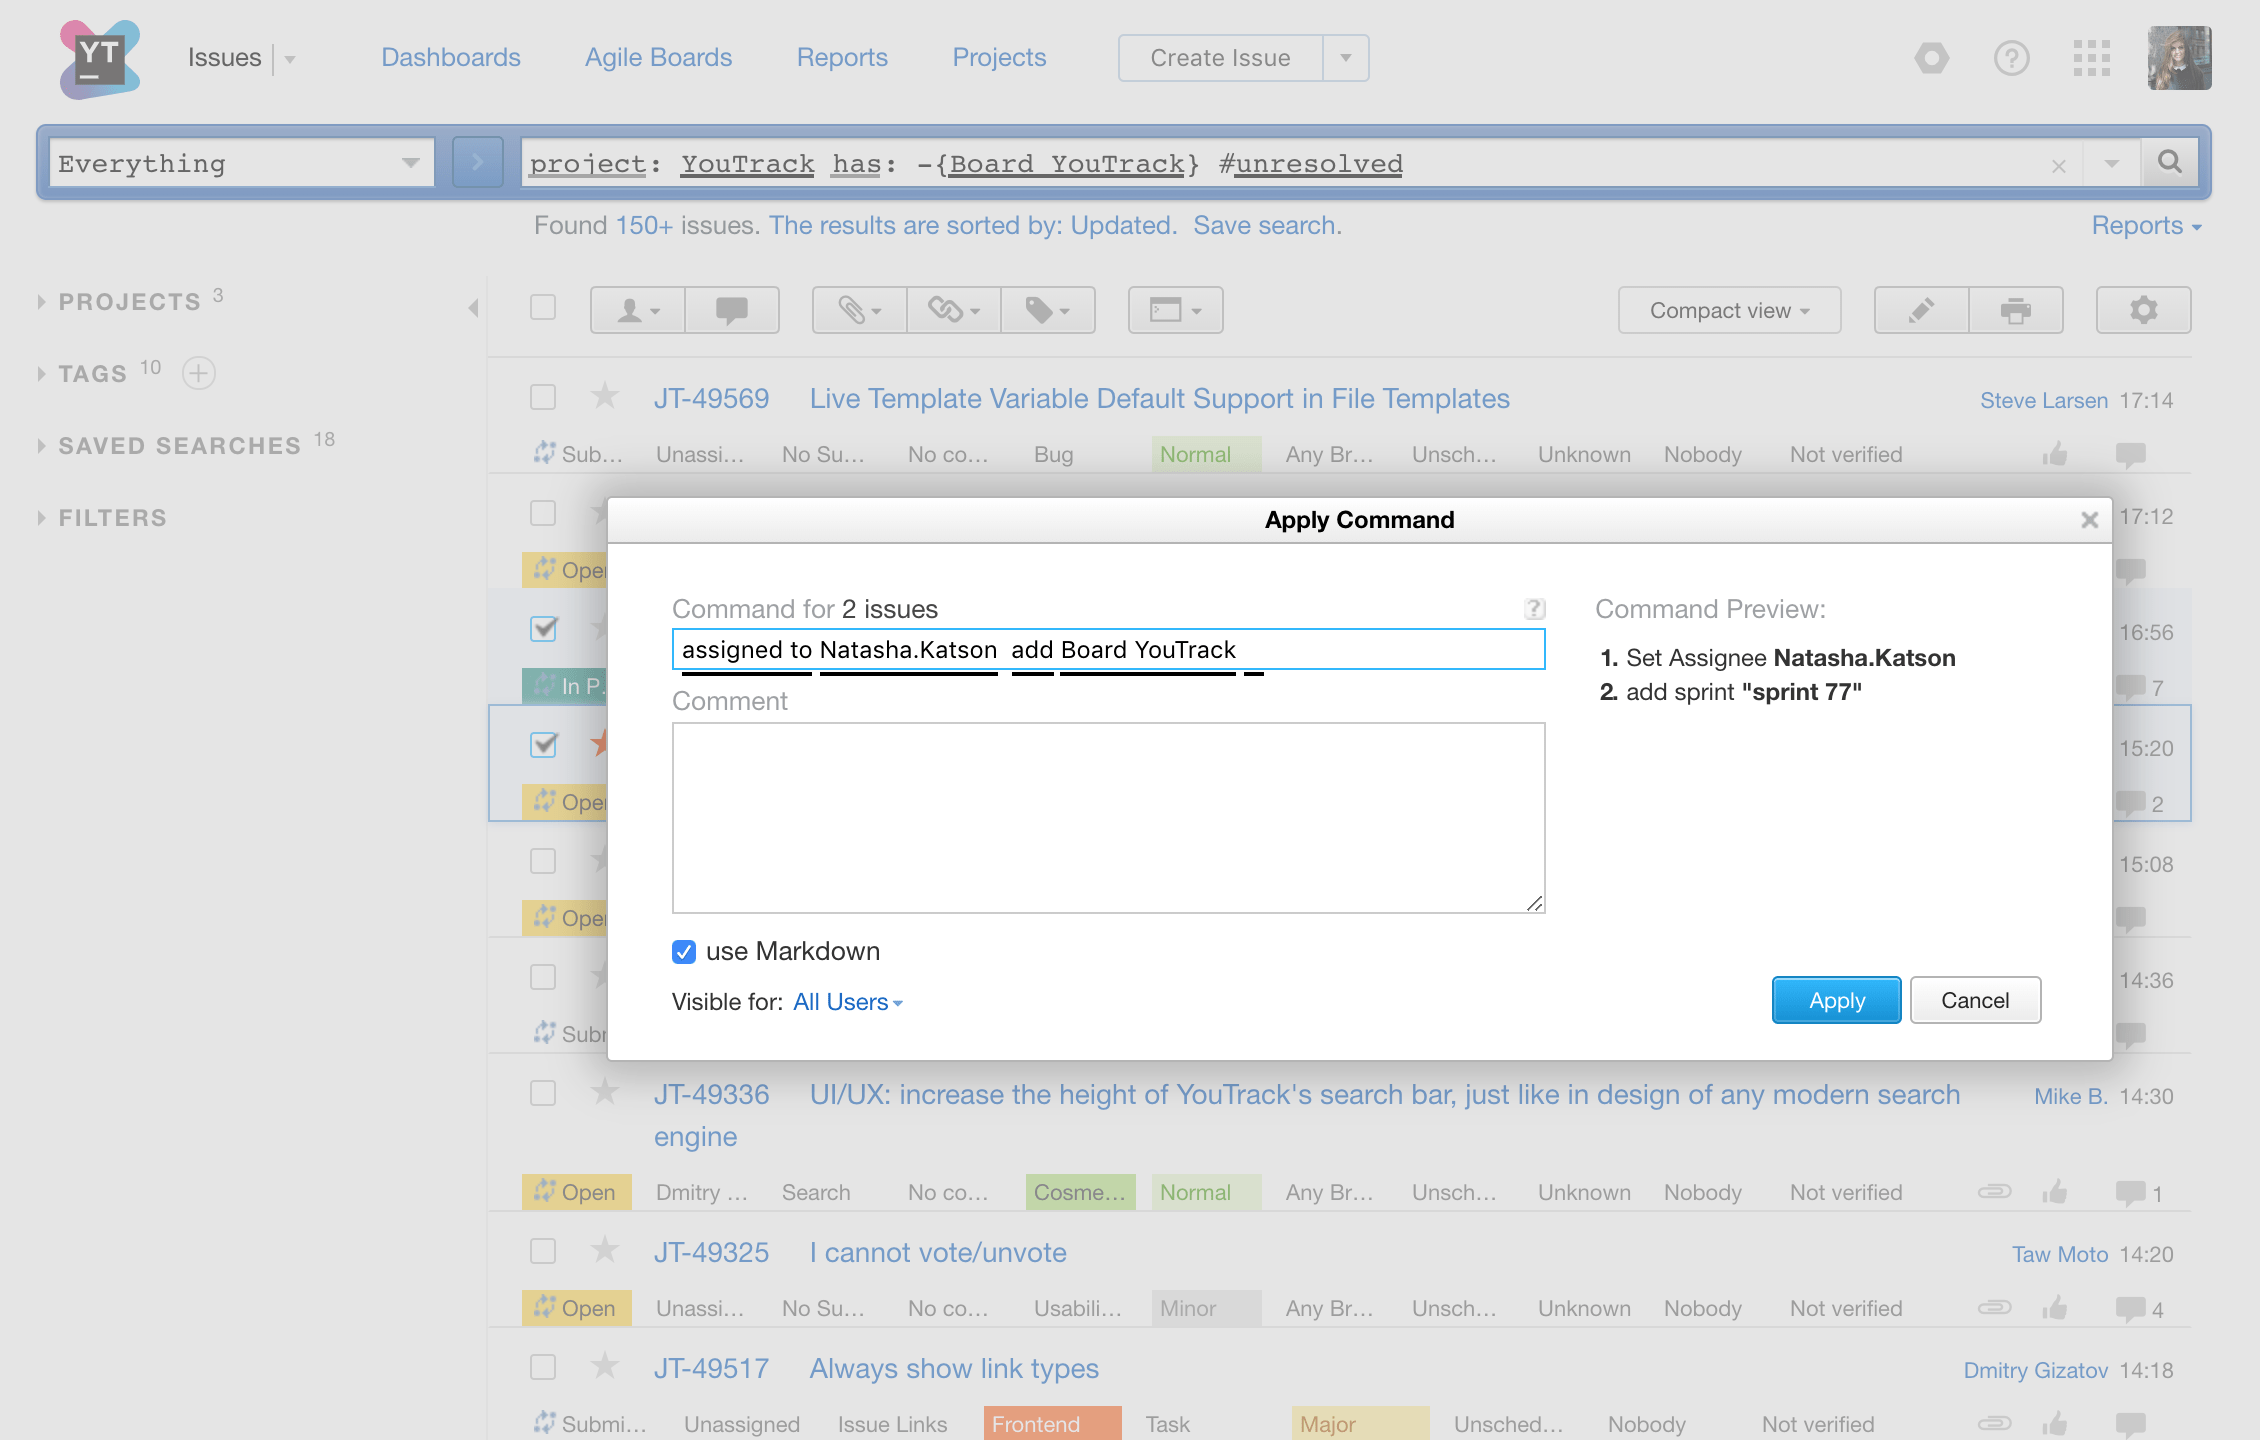 YT
Issues Dashboards Agile Boards Reports Projects Create Issue
Everything project: YouTrack has: -{Board YouTrack} #unresolved
Found 150+ issues. The results are sorted by: Updated. Save search. Reports
PROJECTS 3
TAGS 10
SAVED SEARCHES 18
FILTERS
Compact view
JT-49569 Live Template Variable Default Support in File Templates Steve Larsen 17:14
Sub... Unassi... No Su... No co... Bug Normal Any Br... Unsch... Unknown Nobody Not verified
17:12
Open
16:56
In P... 7
15:20
Open 2
15:08
Open
14:36
Subm
Apply Command
Command for 2 issues ?
assigned to Natasha.Katson add Board YouTrack
Comment
use Markdown
Visible for: All Users
Command Preview:
1. Set Assignee Natasha.Katson
2. add sprint "sprint 77"
Apply Cancel
JT-49336 UI/UX: increase the height of YouTrack's search bar, just like in design of any modern search Mike B. 14:30
engine
Open Dmitry ... Search No co... Cosme... Normal Any Br... Unsch... Unknown Nobody Not verified 1
JT-49325 I cannot vote/unvote Taw Moto 14:20
Open Unassi... No Su... No co... Usabili... Minor Any Br... Unsch... Unknown Nobody Not verified 4
JT-49517 Always show link types Dmitry Gizatov 14:18
Submi... Unassigned Issue Links Frontend Task Major Unsched... Nobody Not verified